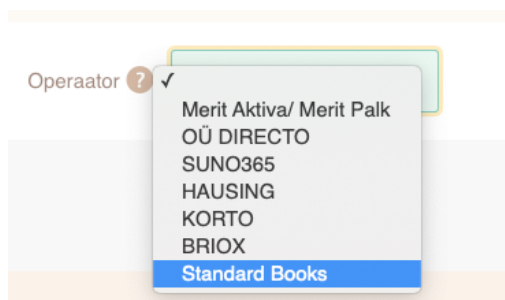 Operaator ?
✓
Merit Aktiva/ Merit Palk
OÜ DIRECTO
SUNO365
HAUSING
KORTO
BRIOX
Standard Books